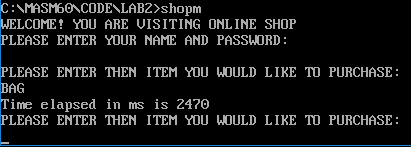 C:\MASM60\CODE\LAB2>shopm
WELCOME! YOU ARE VISITING ONLINE SHOP
PLEASE ENTER YOUR NAME AND PASSWORD:
PLEASE ENTER THEN ITEM YOU WOULD LIKE TO PURCHASE:
BAG
Time elapsed in ms is 2470
PLEASE ENTER THEN ITEM YOU WOULD LIKE TO PURCHASE: